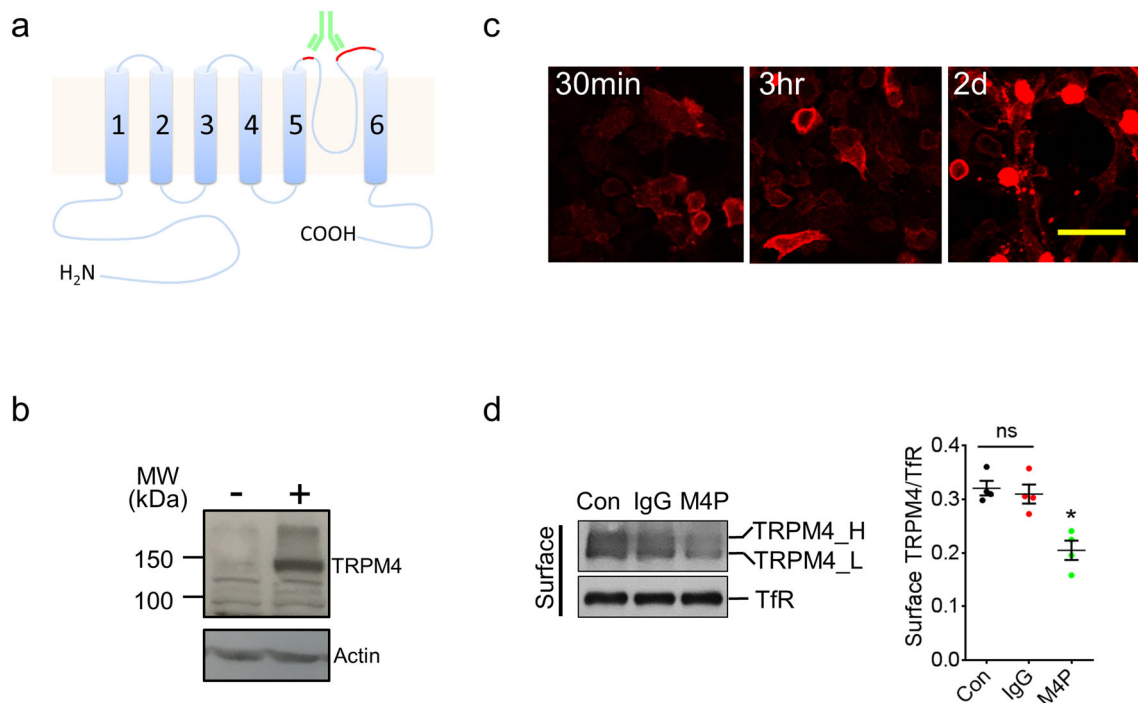 a
1 2 3 4 5 6
COOH
H₂N
c
30min 3hr 2d
b
MW
(kDa)
- +
150
100
TRPM4
Actin
d
Con IgG M4P
Surface
TRPM4_H
TRPM4_L
TfR
Surface TRPM4/TfR
0.4
0.3
0.2
0.1
0.0
ns
*
Con IgG M4P